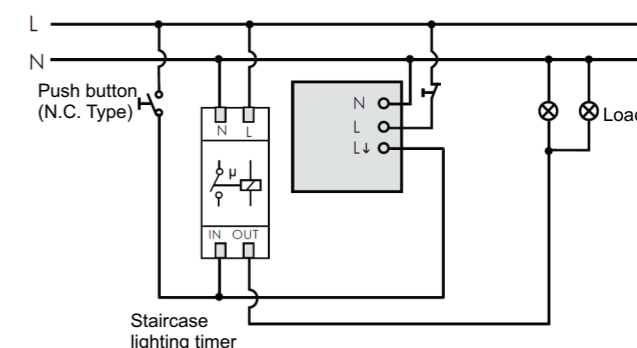 L
N
Push button
(N.C. Type)
N L
μ
IN OUT
N
L
L↓
Load
Staircase
lighting timer